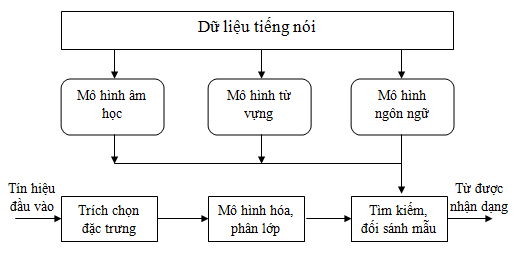 Dữ liệu tiếng nói
Mô hình âm
học
Mô hình từ
vựng
Mô hình
ngôn ngữ
Tín hiệu
đầu vào
Trích chọn
đặc trưng
Mô hình hóa,
phân lớp
Tìm kiếm,
đối sánh mẫu
Từ được
nhận dạng